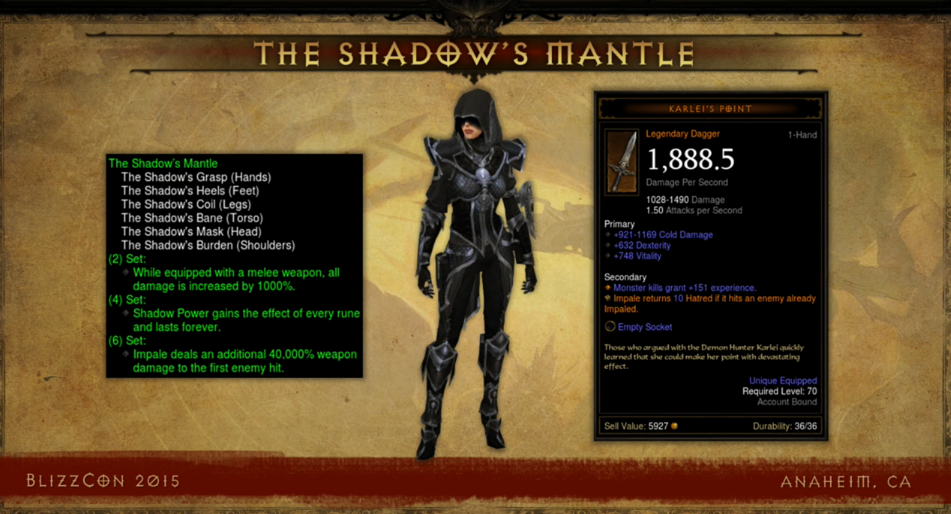 THE SHADOW'S MANTLE
The Shadow's Mantle
The Shadow's Grasp (Hands)
The Shadow's Heels (Feet)
The Shadow's Coil (Legs)
The Shadow's Bane (Torso)
The Shadow's Mask (Head)
The Shadow's Burden (Shoulders)
(2) Set:
While equipped with a melee weapon, all
damage is increased by 1000%.
(4) Set:
Shadow Power gains the effect of every rune
and lasts forever.
(6) Set:
Impale deals an additional 40,000% weapon
damage to the first enemy hit.
KARLEI'S POINT
Legendary Dagger 1-Hand
1,888.5
Damage Per Second
1028-1490 Damage
1.50 Attacks per Second
Primary
+921-1169 Cold Damage
+632 Dexterity
+748 Vitality
Secondary
Monster kills grant +151 experience.
Impale returns 10 Hatred if it hits an enemy already
Impaled.
Empty Socket
Those who argued with the Demon Hunter Karlei quickly
learned that she could make her point with devastating
effect.
Unique Equipped
Required Level: 70
Account Bound
Sell Value: 5927 Durability: 36/36
BLIZZCON 2015 ANAHEIM, CA